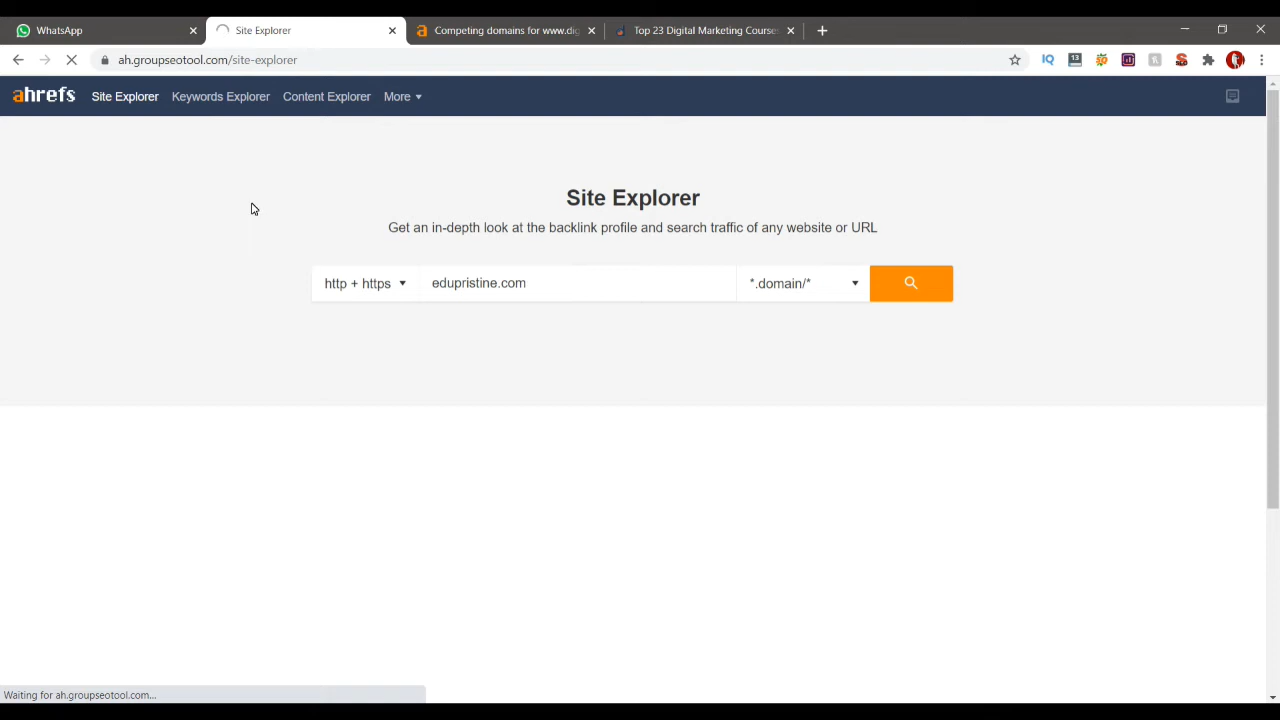 WhatsApp
Site Explorer
Competing domains for www.dig
Top 23 Digital Marketing Course
ah.groupseotool.com/site-explorer
IQ
13
ahrefs
Site Explorer
Keywords Explorer
Content Explorer
More
Site Explorer
Get an in-depth look at the backlink profile and search traffic of any website or URL
http + https
edupristine.com
*.domain/*
Waiting for ah.groupseotool.com...